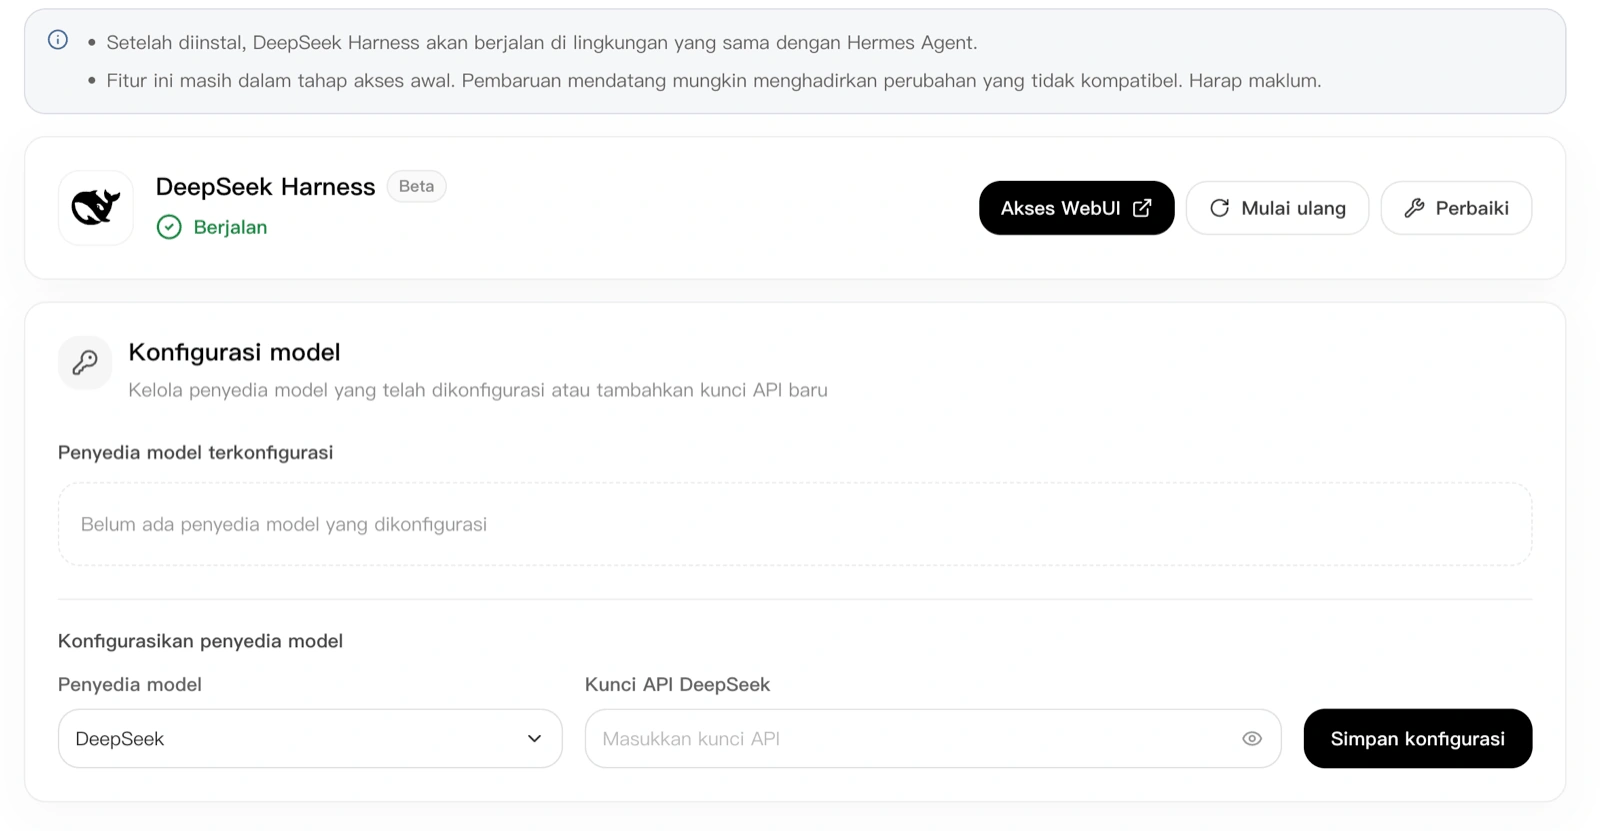 • Setelah diinstal, DeepSeek Harness akan berjalan di lingkungan yang sama dengan Hermes Agent.
• Fitur ini masih dalam tahap akses awal. Pembaruan mendatang mungkin menghadirkan perubahan yang tidak kompatibel. Harap maklum.
DeepSeek Harness Beta
Berjalan
Akses WebUI
Mulai ulang
Perbaiki
Konfigurasi model
Kelola penyedia model yang telah dikonfigurasi atau tambahkan kunci API baru
Penyedia model terkonfigurasi
Belum ada penyedia model yang dikonfigurasi
Konfigurasikan penyedia model
Penyedia model
DeepSeek
Kunci API DeepSeek
Masukkan kunci API
Simpan konfigurasi